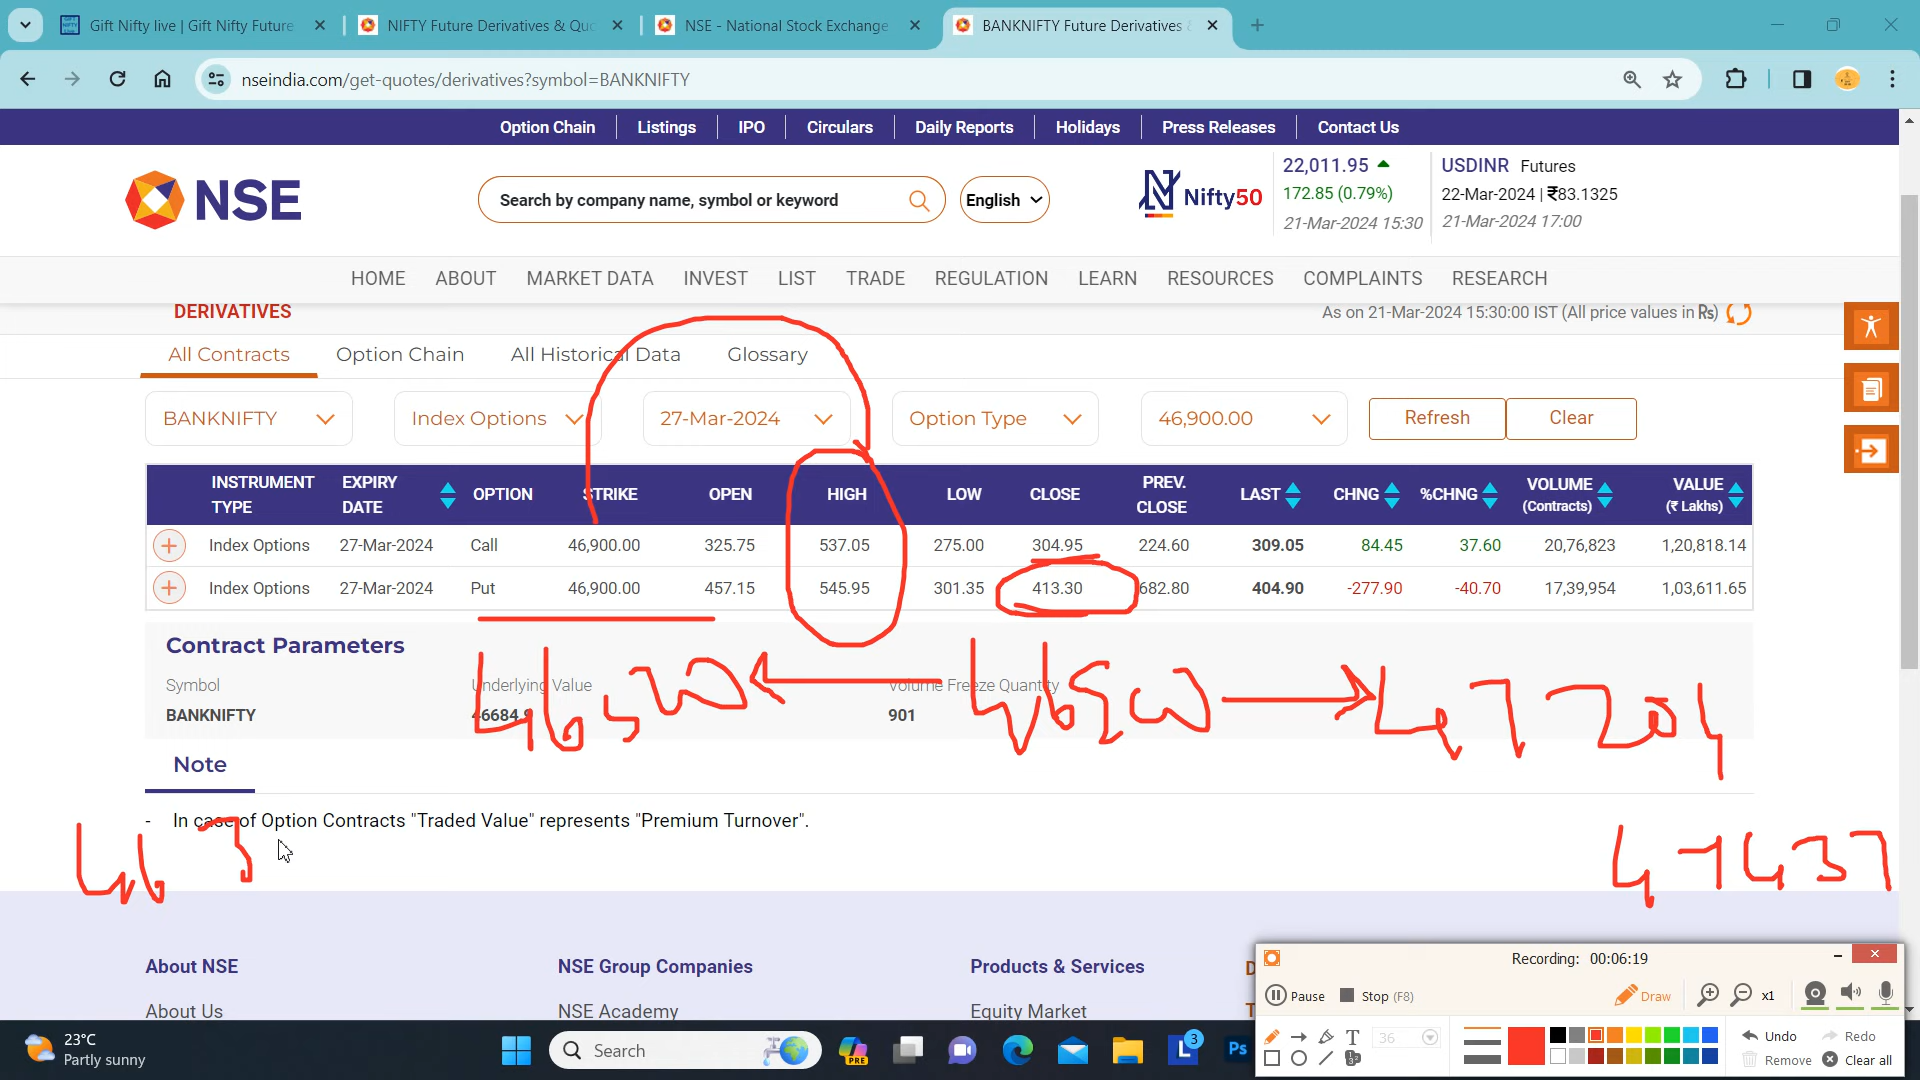 Gift Nifty live | Gift Nifty Future
NIFTY Future Derivatives & Quo
NSE - National Stock Exchange
BANKNIFTY Future Derivatives &
nseindia.com/get-quotes/derivatives?symbol=BANKNIFTY
Option Chain Listings IPO Circulars Daily Reports Holidays Press Releases Contact Us
NSE
Search by company name, symbol or keyword
English
Nifty50
22,011.95
172.85 (0.79%)
21-Mar-2024 15:30
USDINR Futures
22-Mar-2024 | ₹83.1325
21-Mar-2024 17:00
HOME ABOUT MARKET DATA INVEST LIST TRADE REGULATION LEARN RESOURCES COMPLAINTS RESEARCH
DERIVATIVES
As on 21-Mar-2024 15:30:00 IST (All price values in ₨)
All Contracts Option Chain All Historical Data Glossary
BANKNIFTY Index Options 27-Mar-2024 Option Type 46,900.00 Refresh Clear
INSTRUMENT TYPE EXPIRY DATE OPTION STRIKE OPEN HIGH LOW CLOSE PREV. CLOSE LAST CHNG %CHNG VOLUME (Contracts) VALUE (₹ Lakhs)
Index Options 27-Mar-2024 Call 46,900.00 325.75 537.05 275.00 304.95 224.60 309.05 84.45 37.60 20,76,823 1,20,818.14
Index Options 27-Mar-2024 Put 46,900.00 457.15 545.95 301.35 413.30 682.80 404.90 -277.90 -40.70 17,39,954 1,03,611.65
Contract Parameters
Symbol Underlying Value Volume Freeze Quantity
BANKNIFTY 46684.9 901
Note
- In case of Option Contracts "Traded Value" represents "Premium Turnover".
463
47437
About NSE NSE Group Companies Products & Services
About Us NSE Academy Equity Market
Recording: 00:06:19
Pause Stop (F8) Draw x1
T 36 Undo Redo
Remove Clear all
23°C
Partly sunny
Search
PRE
L 3
Ps